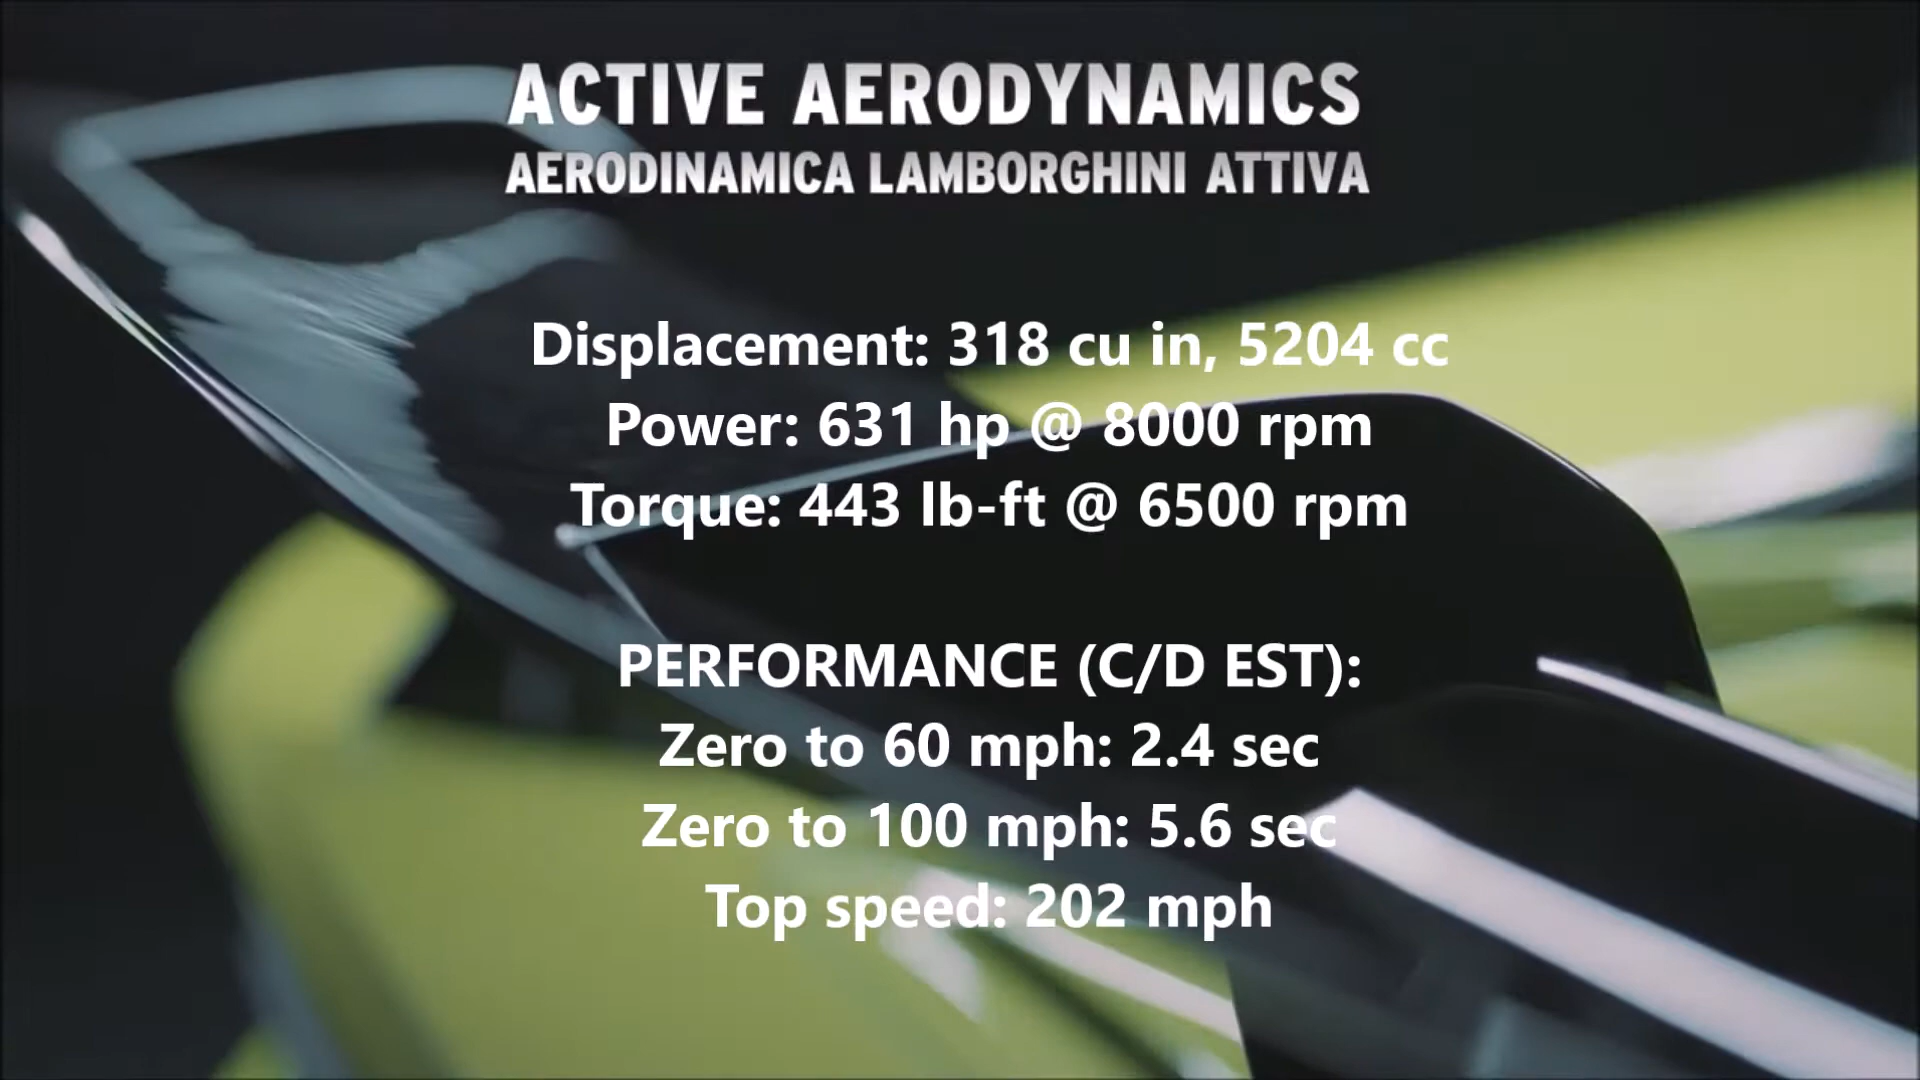 ACTIVE AERODYNAMICS
AERODINAMICA LAMBORGHINI ATTIVA
Displacement: 318 cu in, 5204 cc
Power: 631 hp @ 8000 rpm
Torque: 443 lb-ft @ 6500 rpm
PERFORMANCE (C/D EST):
Zero to 60 mph: 2.4 sec
Zero to 100 mph: 5.6 sec
Top speed: 202 mph